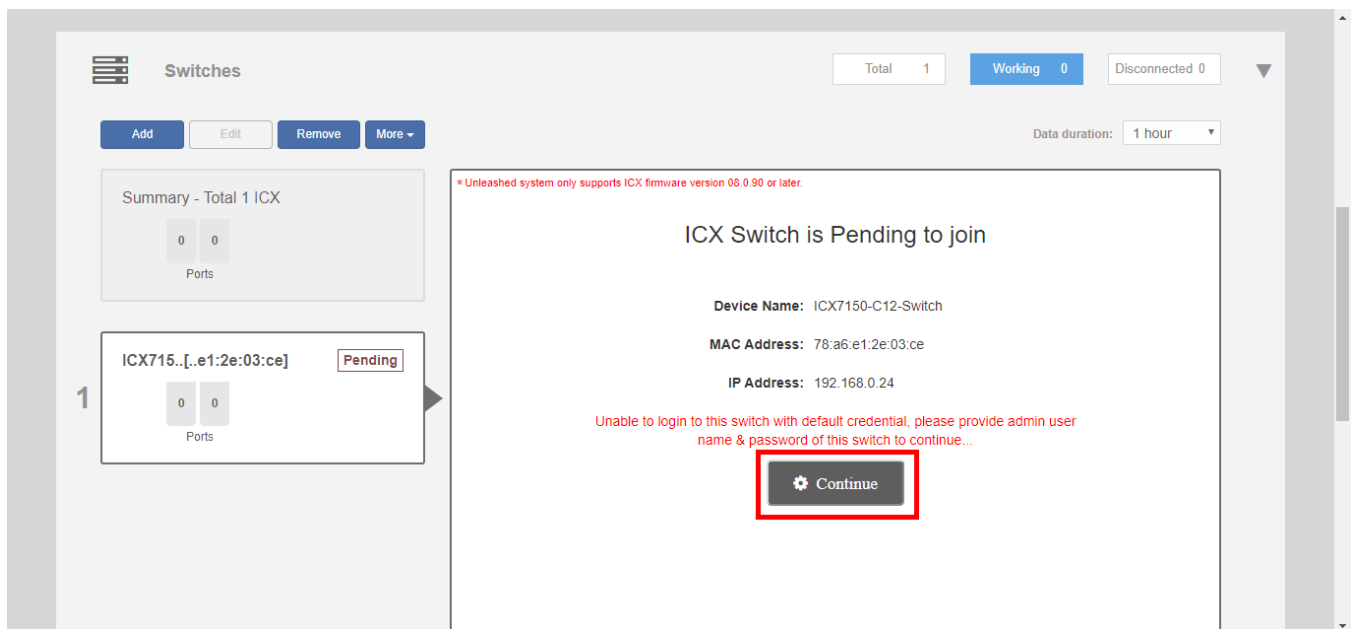 Switches
Total 1
Working 0
Disconnected 0
Add
Edit
Remove
More
Data duration: 1 hour
Summary - Total 1 ICX
0 0
Ports
1
ICX715..[..e1:2e:03:ce]
Pending
0 0
Ports
* Unleashed system only supports ICX firmware version 08.0.90 or later.
ICX Switch is Pending to join
Device Name: ICX7150-C12-Switch
MAC Address: 78:a6:e1:2e:03:ce
IP Address: 192.168.0.24
Unable to login to this switch with default credential, please provide admin user
name & password of this switch to continue...
Continue